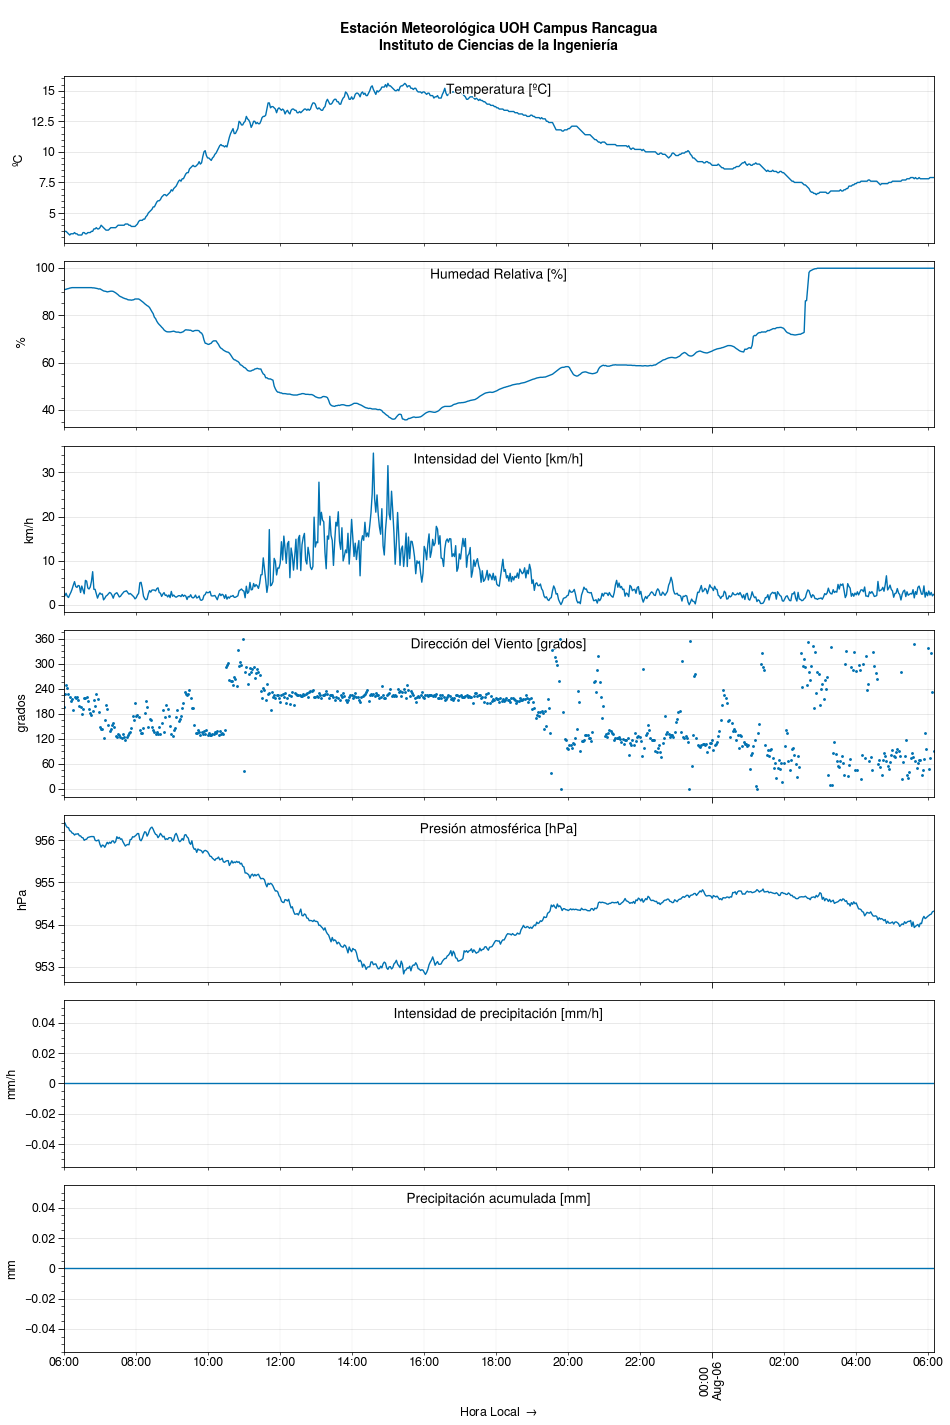 Estación Meteorológica UOH Campus Rancagua
Instituto de Ciencias de la Ingeniería
Temperatura [ºC]
15
12.5
10
7.5
5
ºC
Humedad Relativa [%]
100
80
60
40
%
Intensidad del Viento [km/h]
30
20
10
0
km/h
Dirección del Viento [grados]
360
300
240
180
120
60
0
grados
Presión atmosférica [hPa]
956
955
954
953
hPa
Intensidad de precipitación [mm/h]
0.04
0.02
0
−0.02
−0.04
mm/h
Precipitación acumulada [mm]
0.04
0.02
0
−0.02
−0.04
mm
06:00 08:00 10:00 12:00 14:00 16:00 18:00 20:00 22:00 00:00 02:00 04:00 06:00
Aug-06
Hora Local →